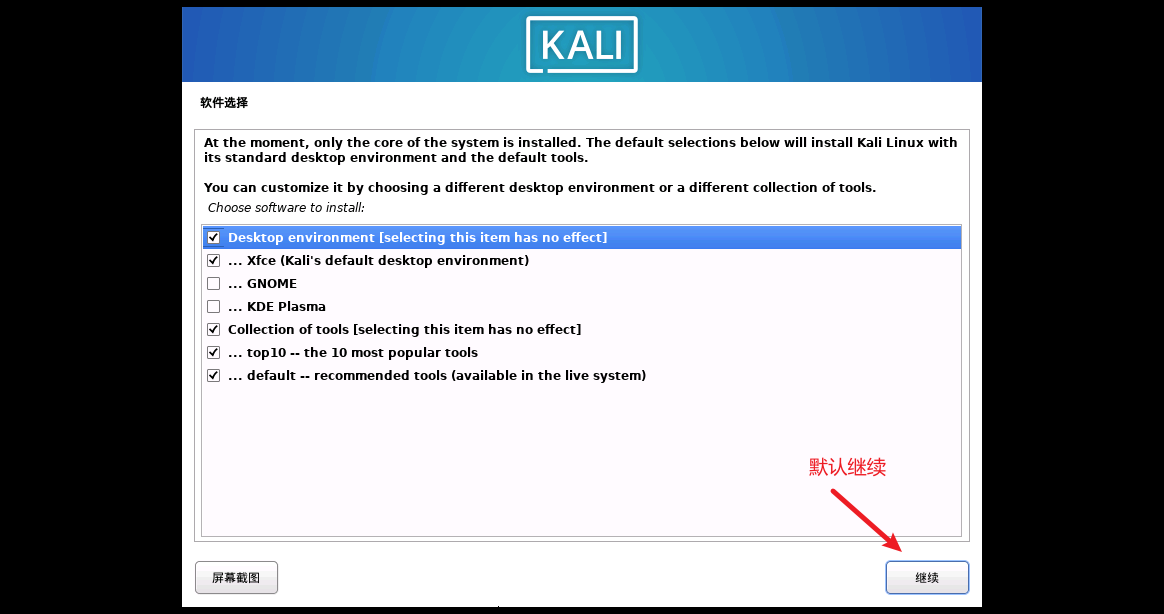 KALI
软件选择
At the moment, only the core of the system is installed. The default selections below will install Kali Linux with
its standard desktop environment and the default tools.
You can customize it by choosing a different desktop environment or a different collection of tools.
Choose software to install:
Desktop environment [selecting this item has no effect]
... Xfce (Kali's default desktop environment)
... GNOME
... KDE Plasma
Collection of tools [selecting this item has no effect]
... top10 -- the 10 most popular tools
... default -- recommended tools (available in the live system)
默认继续
屏幕截图
继续